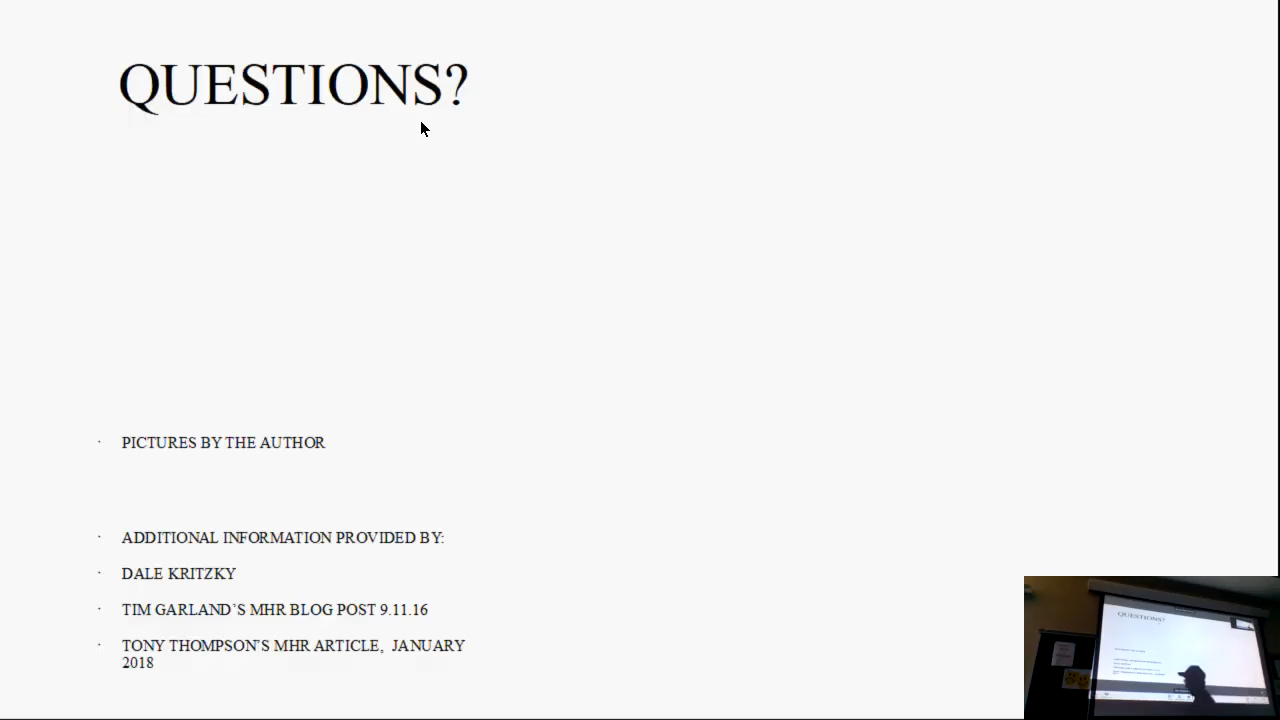 QUESTIONS?
· PICTURES BY THE AUTHOR
· ADDITIONAL INFORMATION PROVIDED BY:
· DALE KRITZKY
· TIM GARLAND’S MHR BLOG POST 9.11.16
· TONY THOMPSON’S MHR ARTICLE, JANUARY
2018
QUESTIONS?